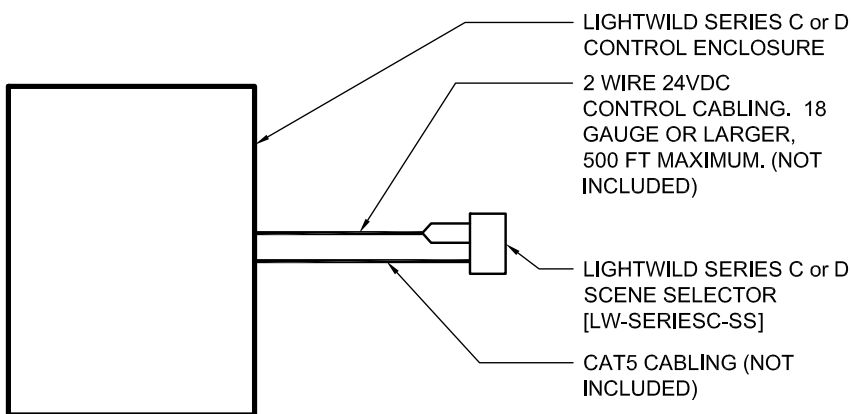 LIGHTWILD SERIES C or D
CONTROL ENCLOSURE
2 WIRE 24VDC
CONTROL CABLING.  18
GAUGE OR LARGER,
500 FT MAXIMUM. (NOT
INCLUDED)
LIGHTWILD SERIES C or D
SCENE SELECTOR
[LW-SERIESC-SS]
CAT5 CABLING (NOT
INCLUDED)